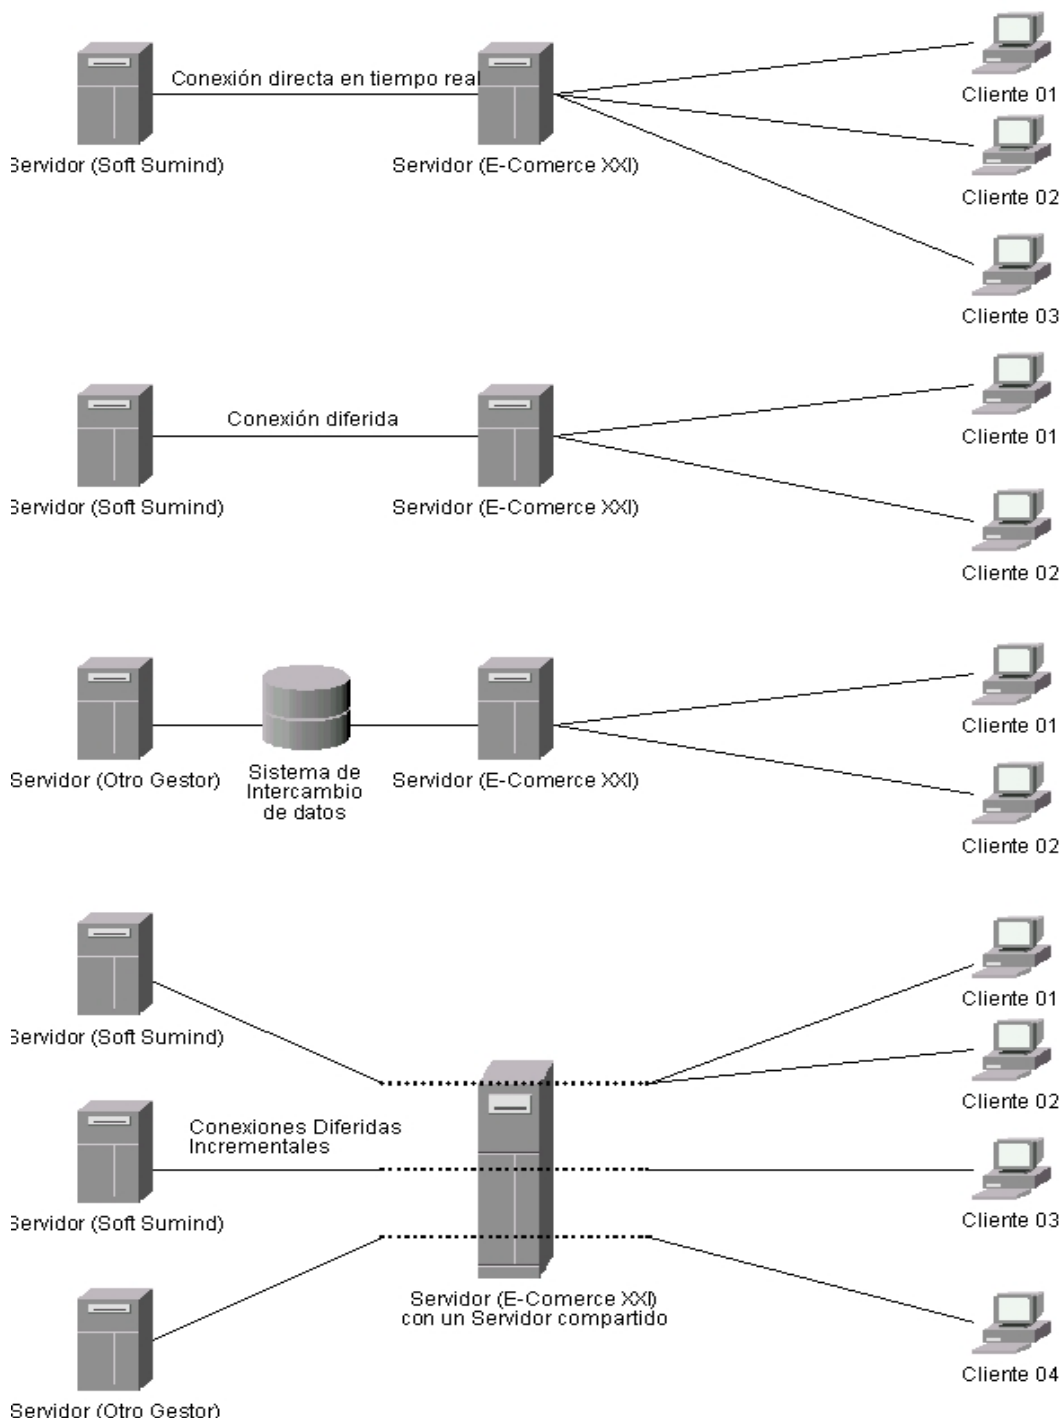 Conexión directa en tiempo real
Servidor (Soft Sumind)
Servidor (E-Comerce XXI)
Cliente 01
Cliente 02
Cliente 03
Conexión diferida
Servidor (Soft Sumind)
Servidor (E-Comerce XXI)
Cliente 01
Cliente 02
Servidor (Otro Gestor)
Sistema de
Intercambio
de datos
Servidor (E-Comerce XXI)
Cliente 01
Cliente 02
Servidor (Soft Sumind)
Conexiones Diferidas
Incrementales
Servidor (Soft Sumind)
Servidor (Otro Gestor)
Servidor (E-Comerce XXI)
con un Servidor compartido
Cliente 01
Cliente 02
Cliente 03
Cliente 04